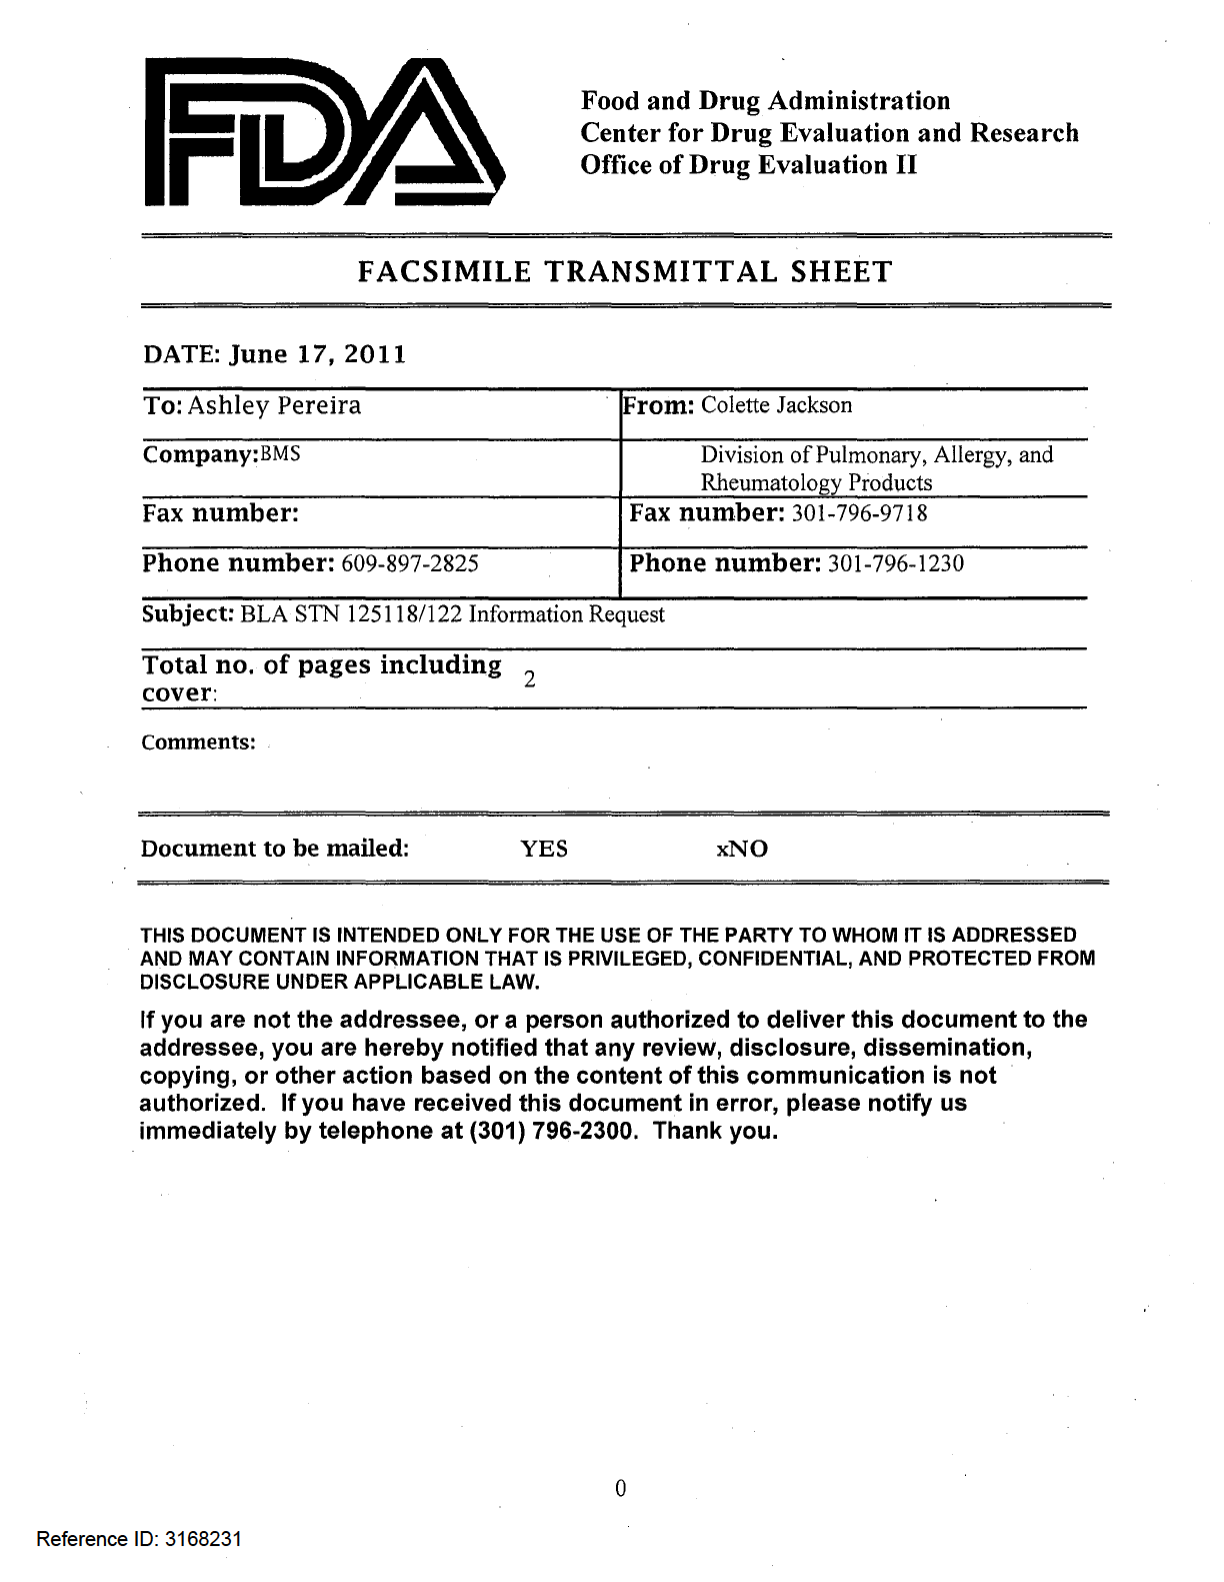 FDA
Food and Drug Administration
Center for Drug Evaluation and Research
Office of Drug Evaluation II
FACSIMILE TRANSMITTAL SHEET
DATE: June 17, 2011
To: Ashley Pereira
From: Colette Jackson
Company:BMS
Division of Pulmonary, Allergy, and
Rheumatology Products
Fax number:
Fax number: 301-796-9718
Phone number: 609-897-2825
Phone number: 301-796-1230
Subject: BLA STN 125118/122 Information Request
Total no. of pages including
cover: 2
Comments:
Document to be mailed: YES xNO
THIS DOCUMENT IS INTENDED ONLY FOR THE USE OF THE PARTY TO WHOM IT IS ADDRESSED
AND MAY CONTAIN INFORMATION THAT IS PRIVILEGED, CONFIDENTIAL, AND PROTECTED FROM
DISCLOSURE UNDER APPLICABLE LAW.
If you are not the addressee, or a person authorized to deliver this document to the
addressee, you are hereby notified that any review, disclosure, dissemination,
copying, or other action based on the content of this communication is not
authorized. If you have received this document in error, please notify us
immediately by telephone at (301) 796-2300. Thank you.
0
Reference ID: 3168231